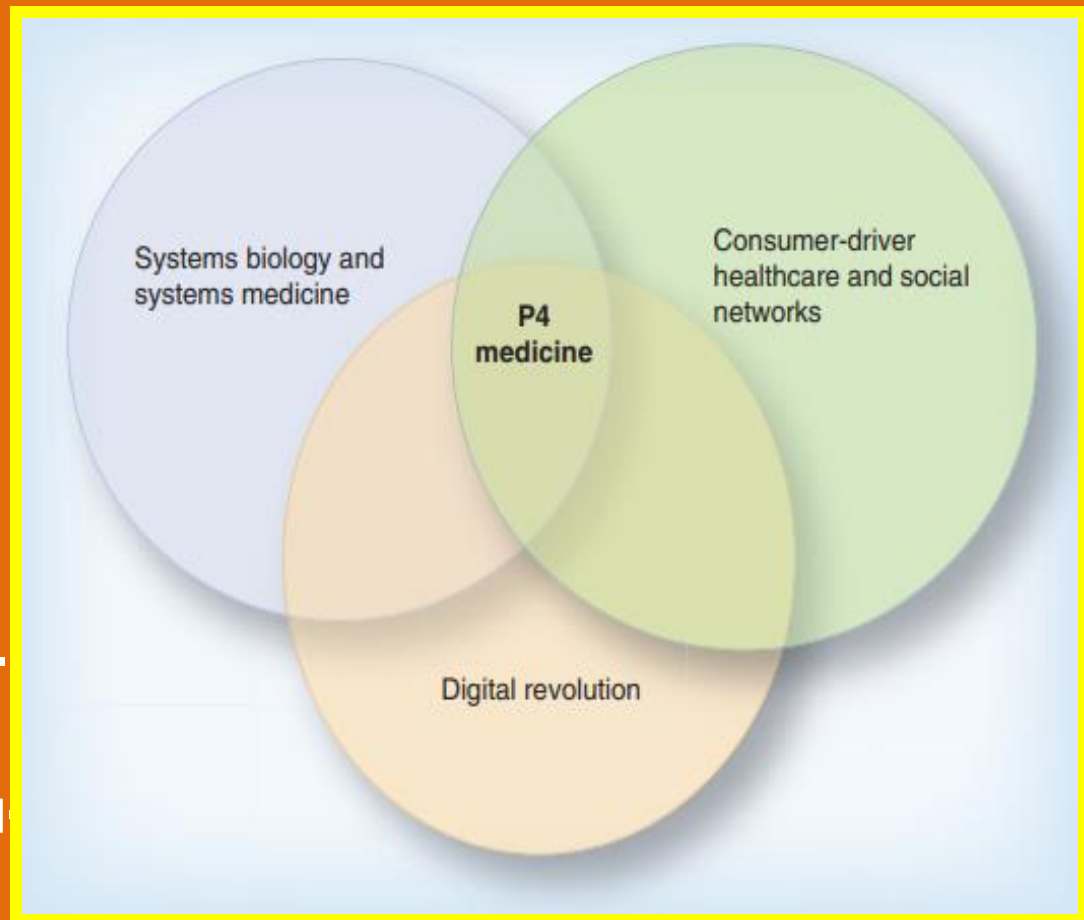 Systems biology and
systems medicine
Consumer-driver
healthcare and social
networks
P4
medicine
Digital revolution